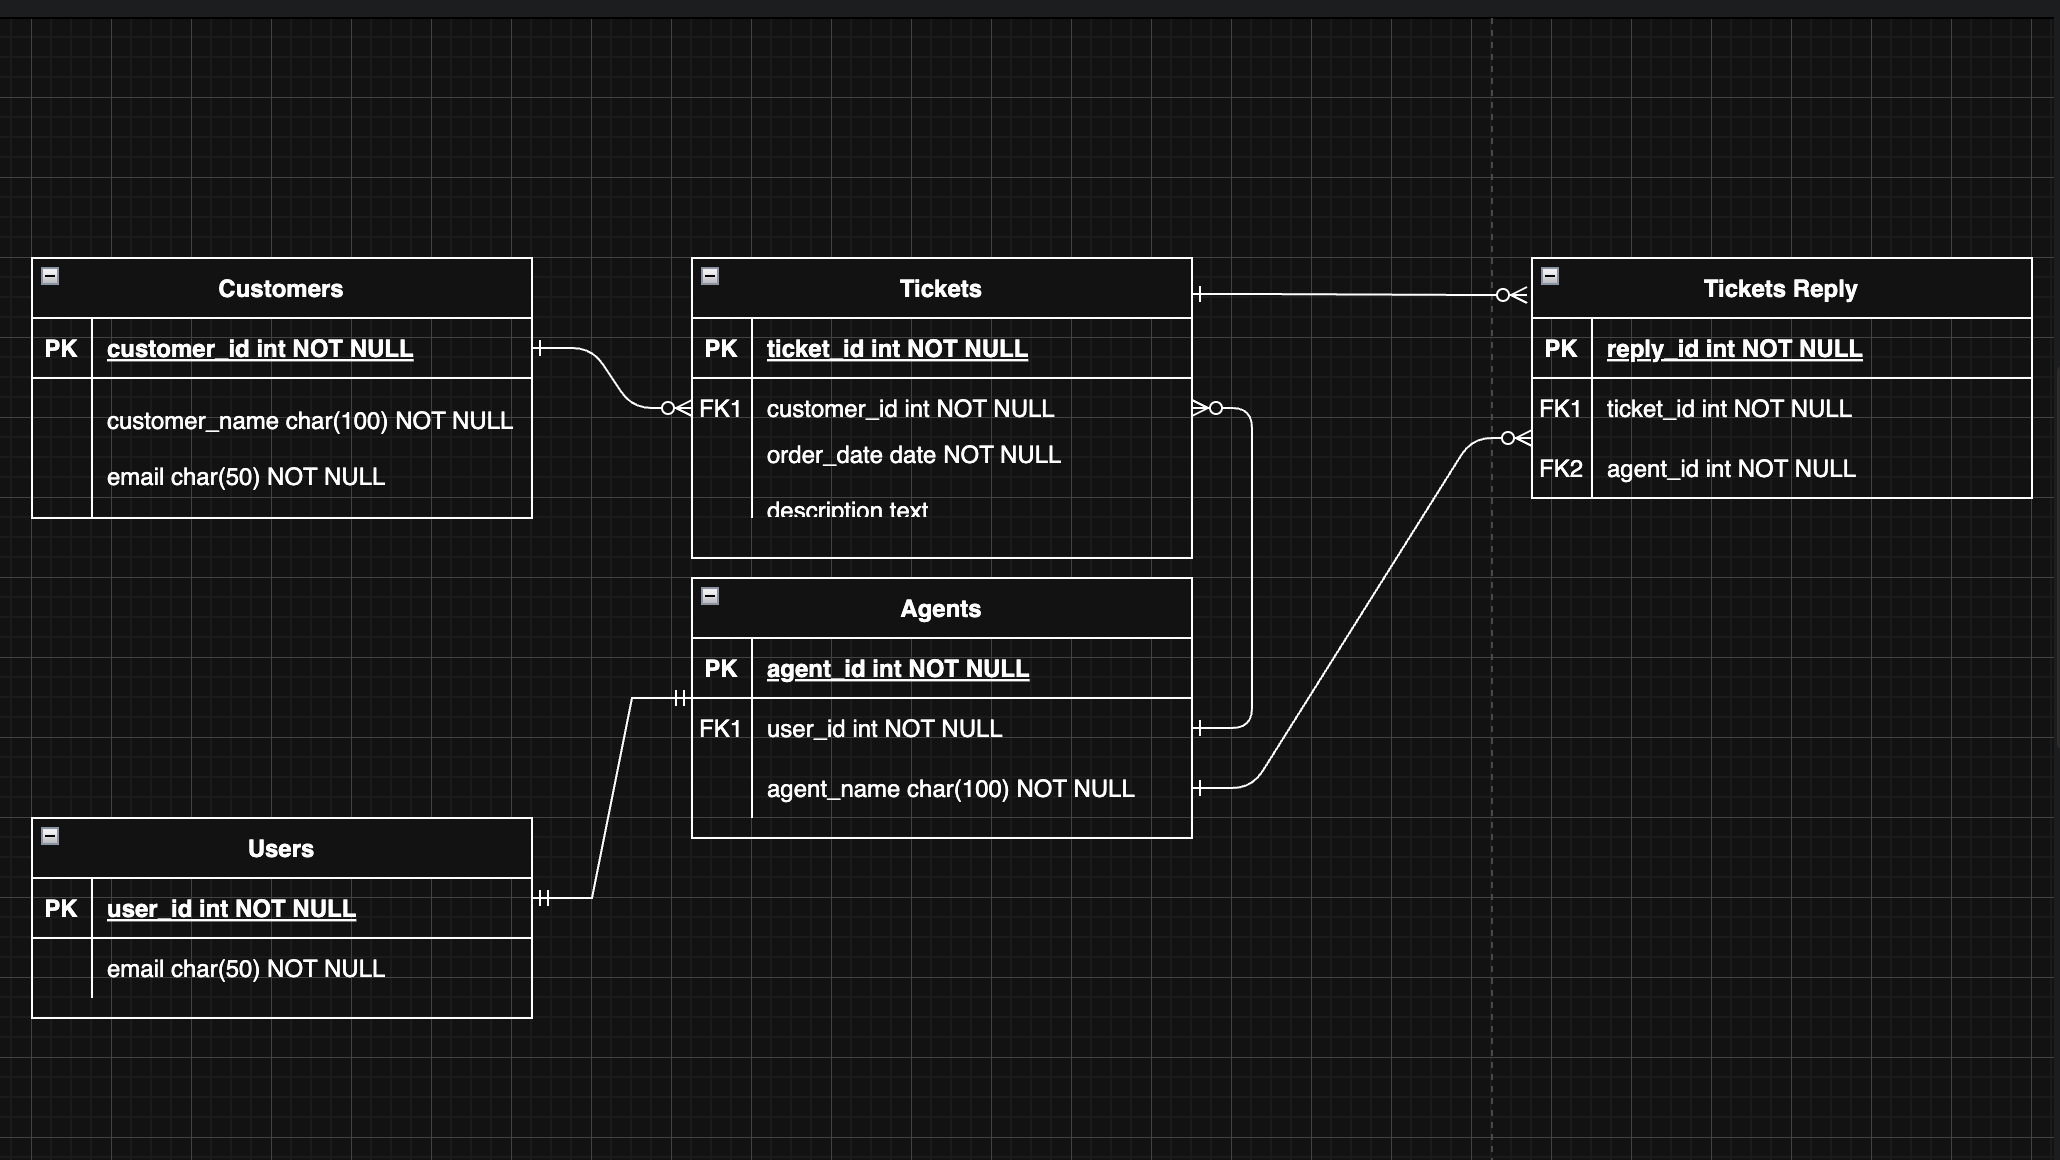 Customers
PK customer_id int NOT NULL
customer_name char(100) NOT NULL
email char(50) NOT NULL
Tickets
PK ticket_id int NOT NULL
FK1 customer_id int NOT NULL
order_date date NOT NULL
description text
Tickets Reply
PK reply_id int NOT NULL
FK1 ticket_id int NOT NULL
FK2 agent_id int NOT NULL
Agents
PK agent_id int NOT NULL
FK1 user_id int NOT NULL
agent_name char(100) NOT NULL
Users
PK user_id int NOT NULL
email char(50) NOT NULL